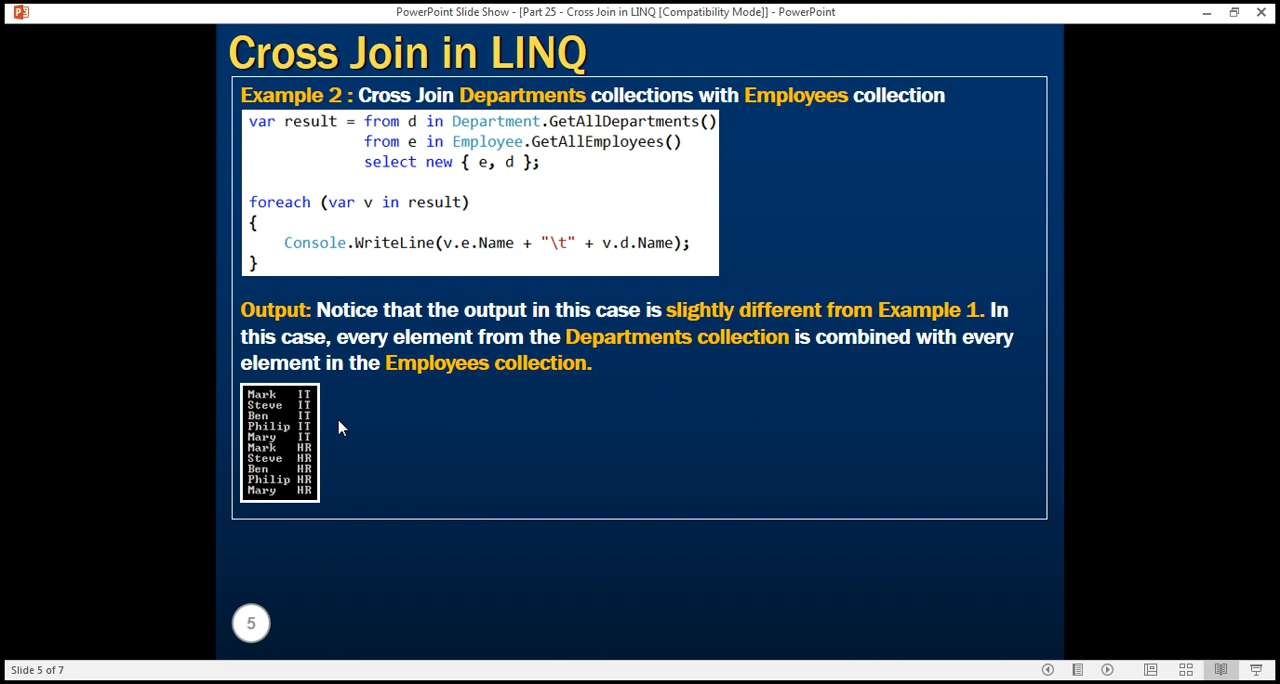 PowerPoint Slide Show - [Part 25 - Cross Join in LINQ [Compatibility Mode]] - PowerPoint
Cross Join in LINQ
Example 2 : Cross Join Departments collections with Employees collection
var result = from d in Department.GetAllDepartments()
from e in Employee.GetAllEmployees()
select new { e, d };
foreach (var v in result)
{
Console.WriteLine(v.e.Name + "\t" + v.d.Name);
}
Output: Notice that the output in this case is slightly different from Example 1. In
this case, every element from the Departments collection is combined with every
element in the Employees collection.
Mark IT
Steve IT
Ben IT
Philip IT
Mary IT
Mark HR
Steve HR
Ben HR
Philip HR
Mary HR
5
Slide 5 of 7